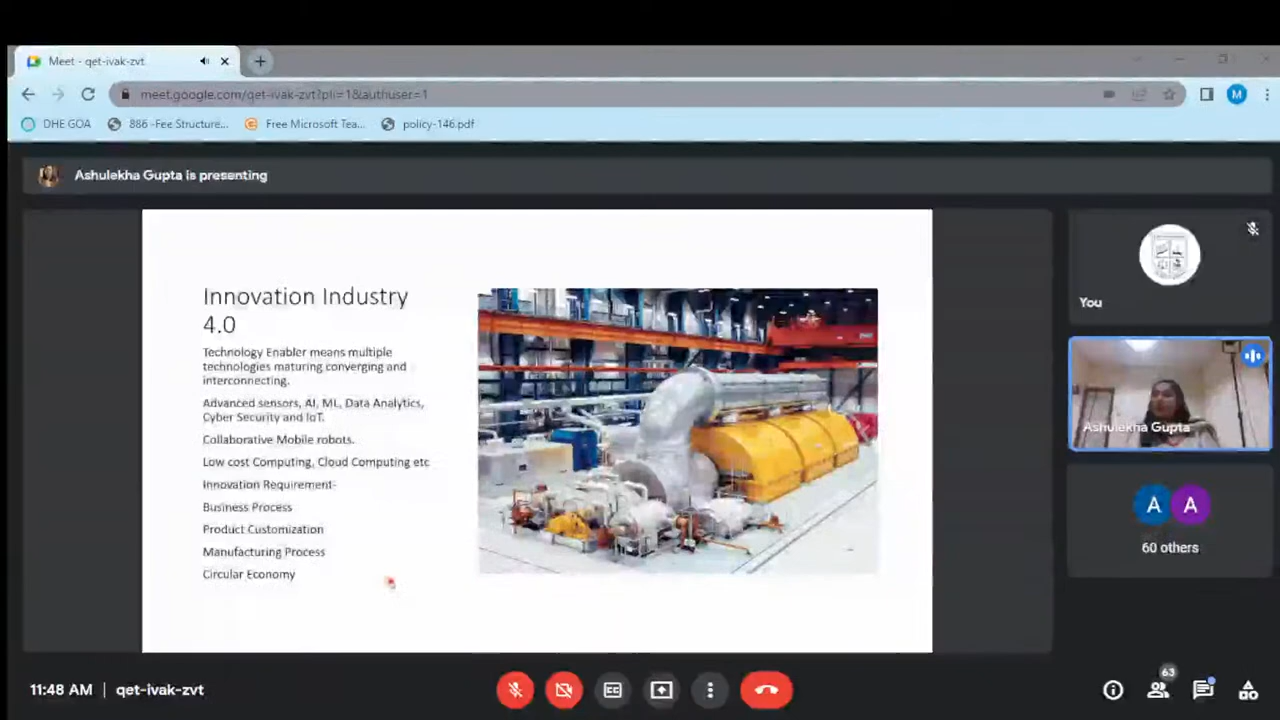 Meet - qet-ivak-zvt
meet.google.com/qet-ivak-zvt?pli=1&authuser=1
DHE GOA
886 -Fee Structure...
Free Microsoft Tea...
policy-146.pdf
M
Ashulekha Gupta is presenting
Innovation Industry
4.0
Technology Enabler means multiple
technologies maturing converging and
interconnecting.
Advanced sensors, AI, ML, Data Analytics,
Cyber Security and IoT.
Collaborative Mobile robots.
Low cost Computing, Cloud Computing etc
Innovation Requirement-
Business Process
Product Customization
Manufacturing Process
Circular Economy
You
Ashulekha Gupta
A
A
60 others
11:48 AM
qet-ivak-zvt
CC
63